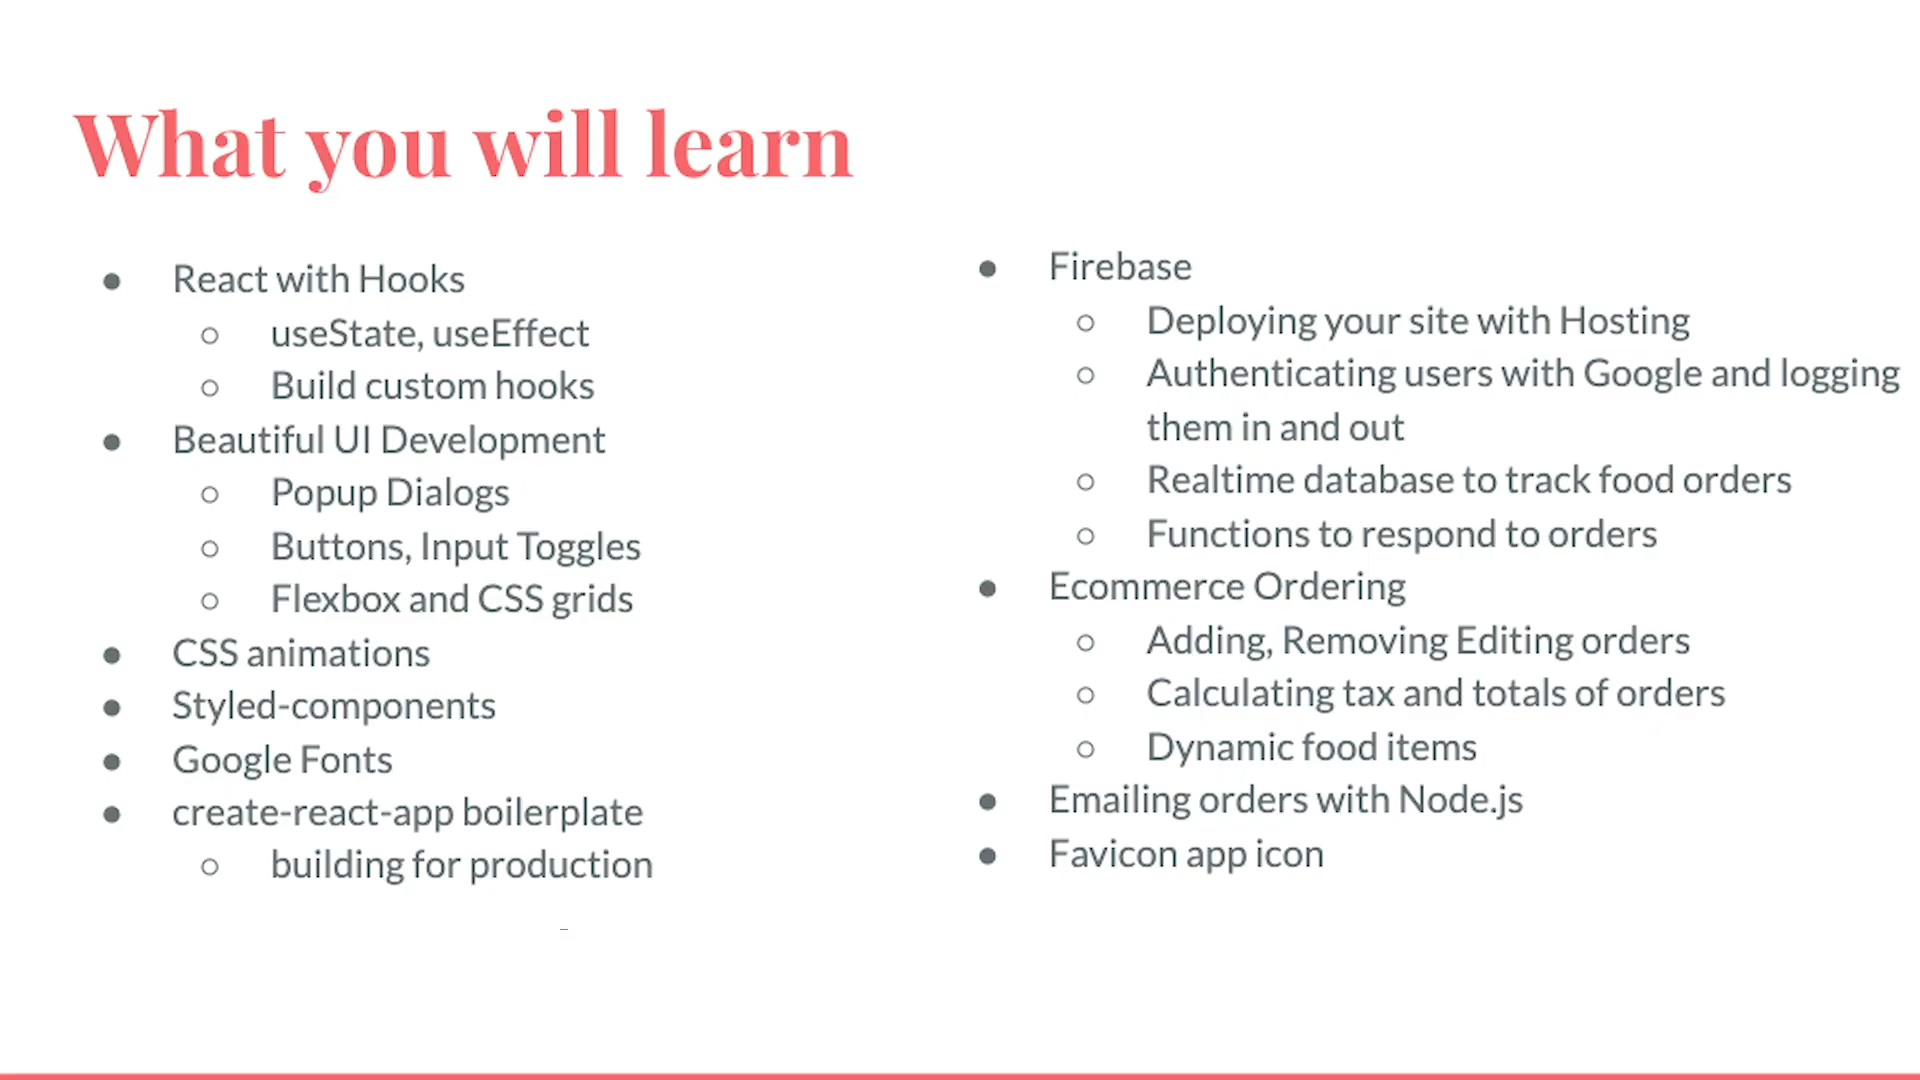 What you will learn
● React with Hooks
○ useState, useEffect
○ Build custom hooks
● Beautiful UI Development
○ Popup Dialogs
○ Buttons, Input Toggles
○ Flexbox and CSS grids
● CSS animations
● Styled-components
● Google Fonts
● create-react-app boilerplate
○ building for production
● Firebase
○ Deploying your site with Hosting
○ Authenticating users with Google and logging
them in and out
○ Realtime database to track food orders
○ Functions to respond to orders
● Ecommerce Ordering
○ Adding, Removing Editing orders
○ Calculating tax and totals of orders
○ Dynamic food items
● Emailing orders with Node.js
● Favicon app icon